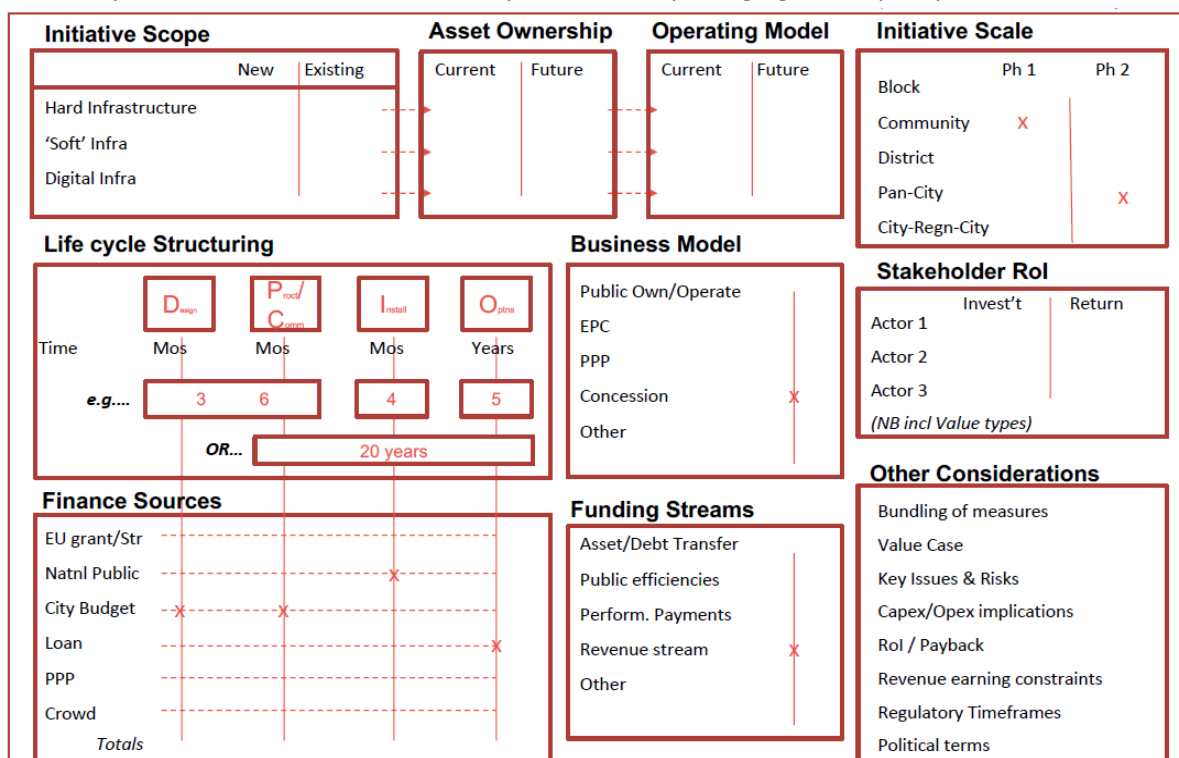 Initiative Scope
New Existing
Hard Infrastructure
‘Soft’ Infra
Digital Infra
Asset Ownership
Current Future
Operating Model
Current Future
Initiative Scale
Ph 1 Ph 2
Block
Community X
District
Pan-City X
City-Regn-City
Life cycle Structuring
Design
Proct/
Comm
Install
Optns
Time Mos Mos Mos Years
e.g.... 3 6 4 5
OR... 20 years
Business Model
Public Own/Operate
EPC
PPP
Concession X
Other
Stakeholder RoI
Invest’t Return
Actor 1
Actor 2
Actor 3
(NB incl Value types)
Finance Sources
EU grant/Str
Natnl Public X
City Budget X X
Loan X
PPP
Crowd
Totals
Funding Streams
Asset/Debt Transfer
Public efficiencies
Perform. Payments
Revenue stream X
Other
Other Considerations
Bundling of measures
Value Case
Key Issues & Risks
Capex/Opex implications
RoI / Payback
Revenue earning constraints
Regulatory Timeframes
Political terms